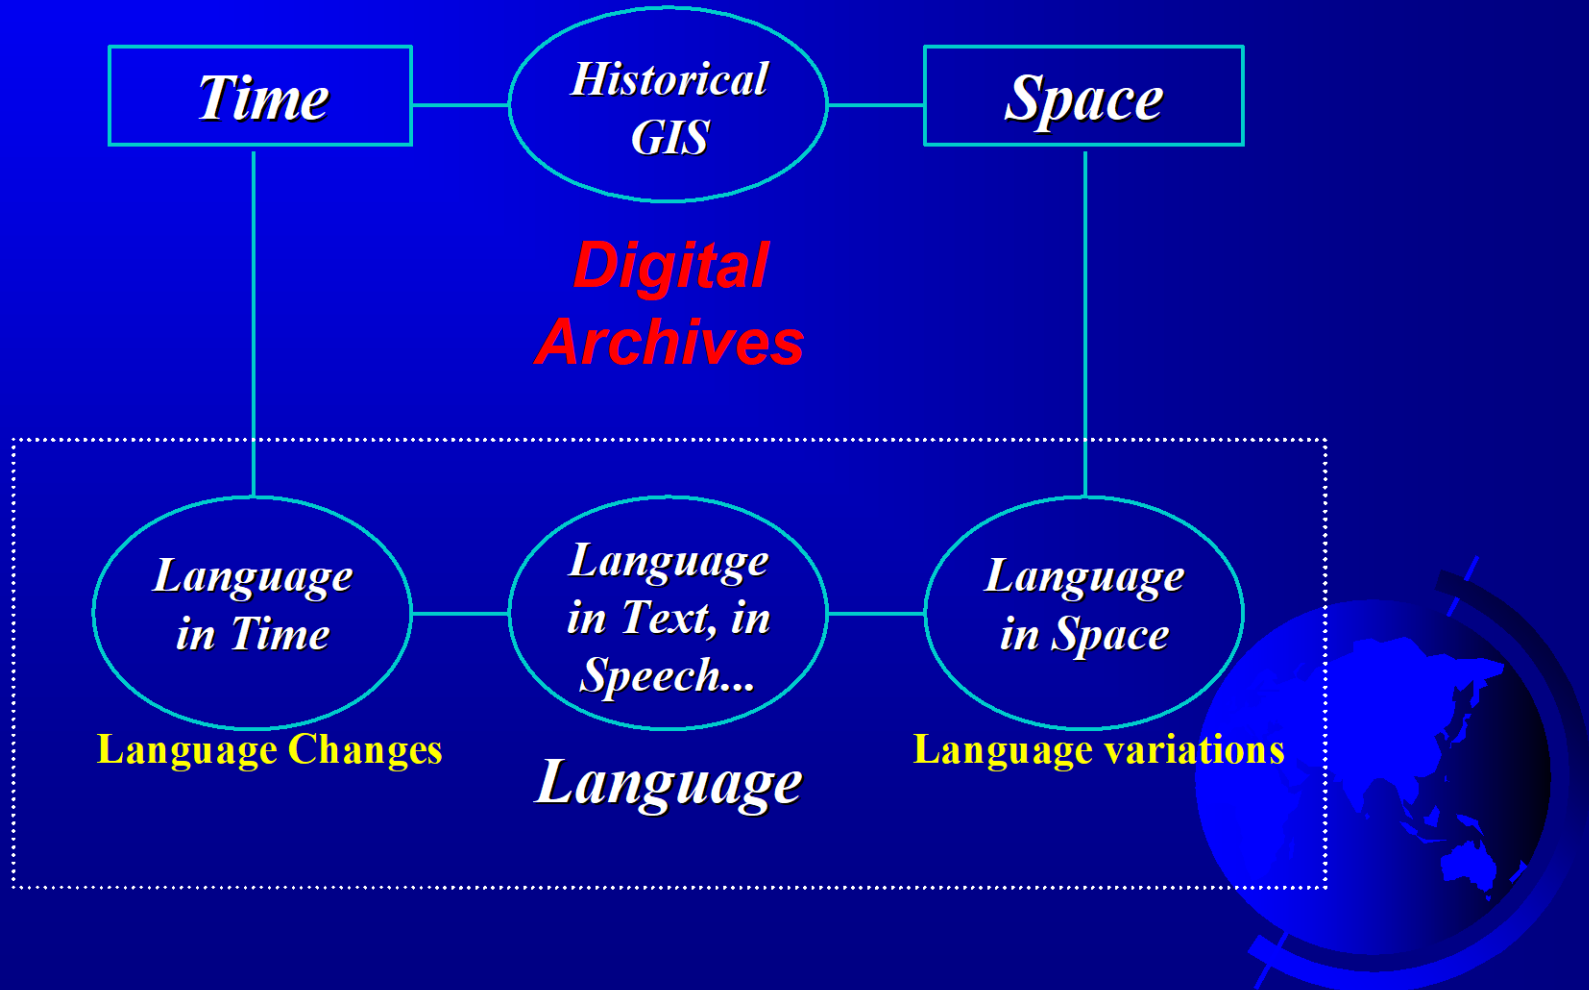 Time
Historical
GIS
Space
Digital
Archives
Language
in Time
Language
in Text, in
Speech...
Language
in Space
Language Changes
Language
Language variations